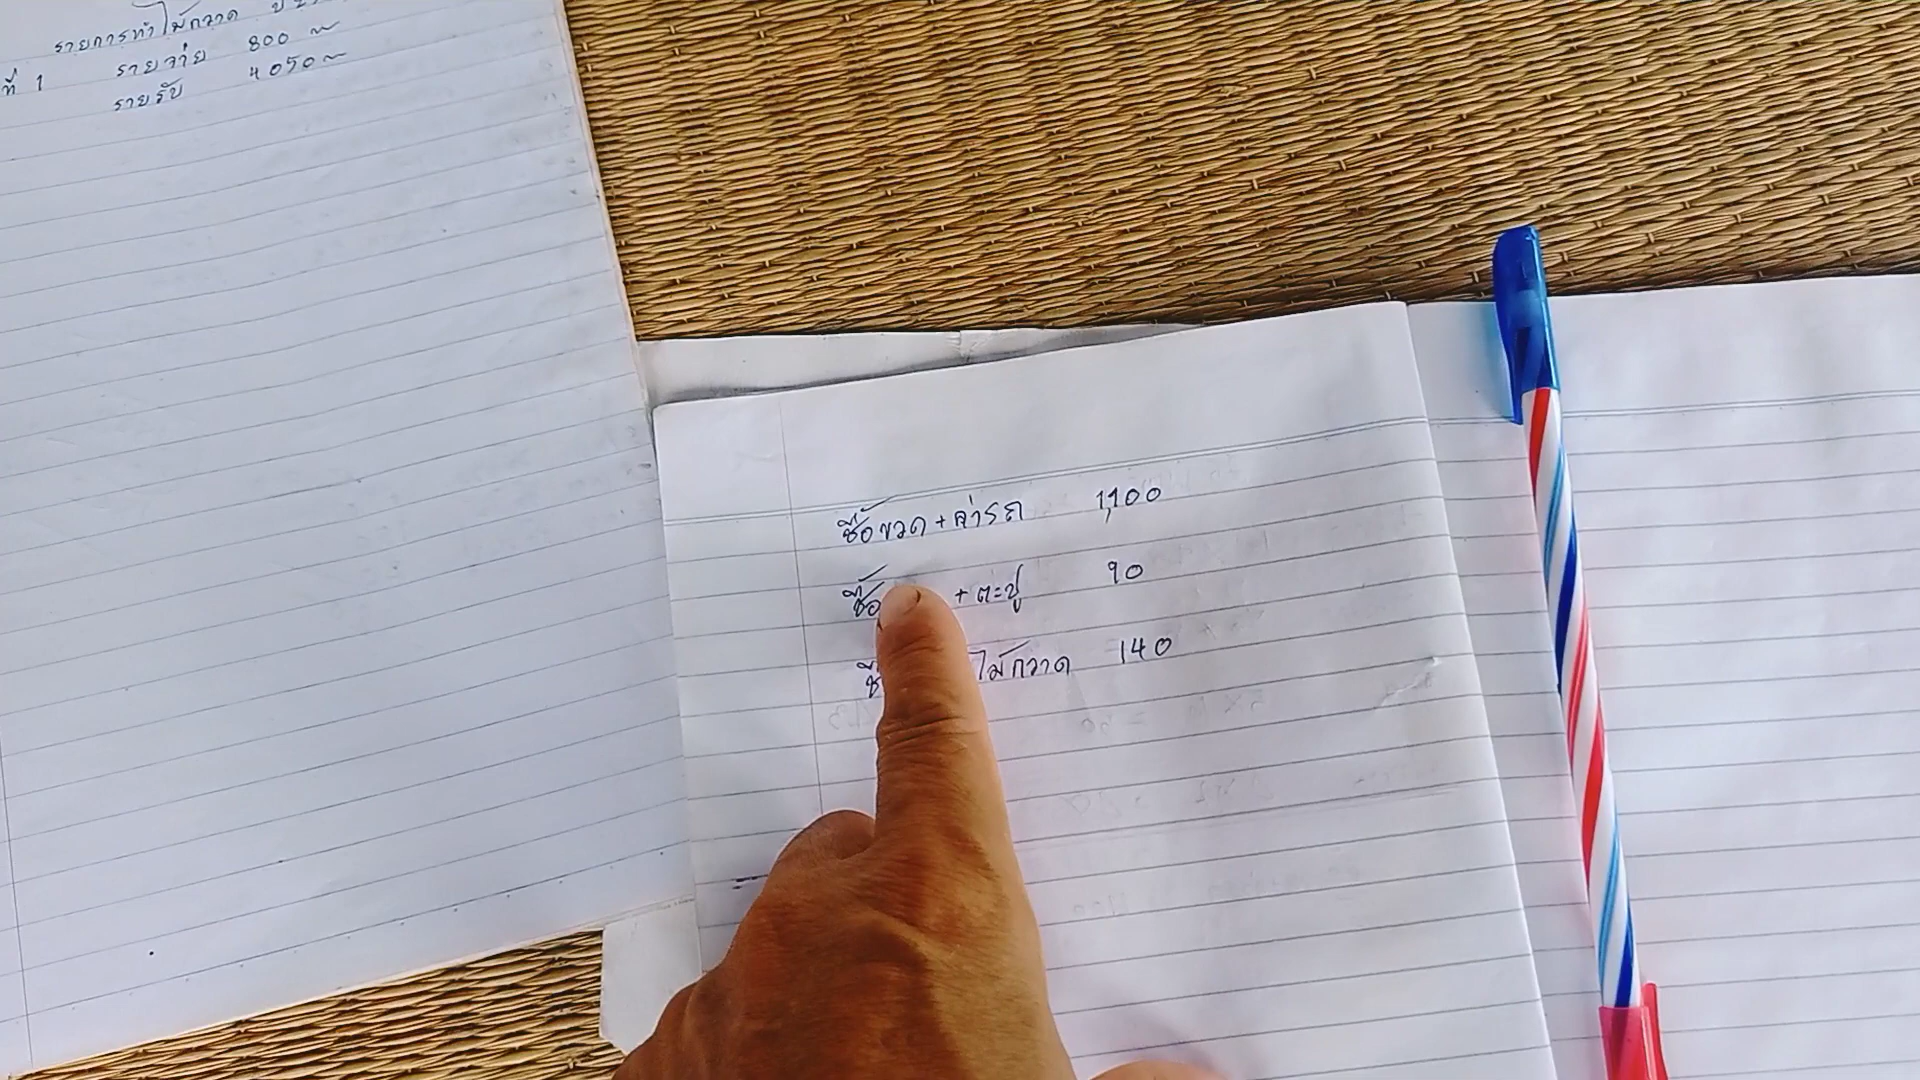 รายการทำไม้กวาด
ที่ 1 รายจ่าย 800
รายรับ 4050
ซื้อขวด + ค่ารถ 1,100
ซื้อ + ตะปู 90
ไม้กวาด 140